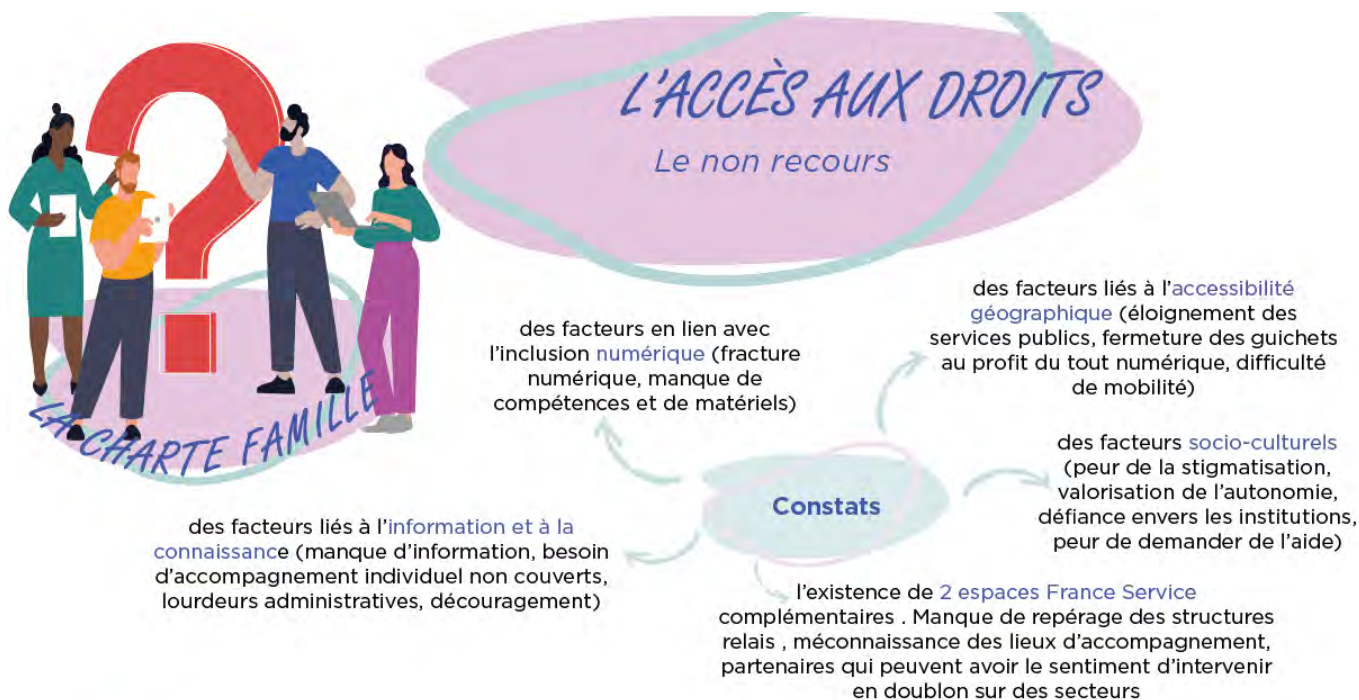 L'ACCÈS AUX DROITS
Le non recours
LA CHARTE FAMILLE
des facteurs en lien avec
l'inclusion numérique (fracture
numérique, manque de
compétences et de matériels)
des facteurs liés à l'accessibilité
géographique (éloignement des
services publics, fermeture des guichets
au profit du tout numérique, difficulté
de mobilité)
Constats
des facteurs socio-culturels
(peur de la stigmatisation,
valorisation de l'autonomie,
défiance envers les institutions,
peur de demander de l'aide)
des facteurs liés à l'information et à la
connaissance (manque d'information, besoin
d'accompagnement individuel non couverts,
lourdeurs administratives, découragement)
l'existence de 2 espaces France Service
complémentaires . Manque de repérage des structures
relais , méconnaissance des lieux d'accompagnement,
partenaires qui peuvent avoir le sentiment d'intervenir
en doublon sur des secteurs